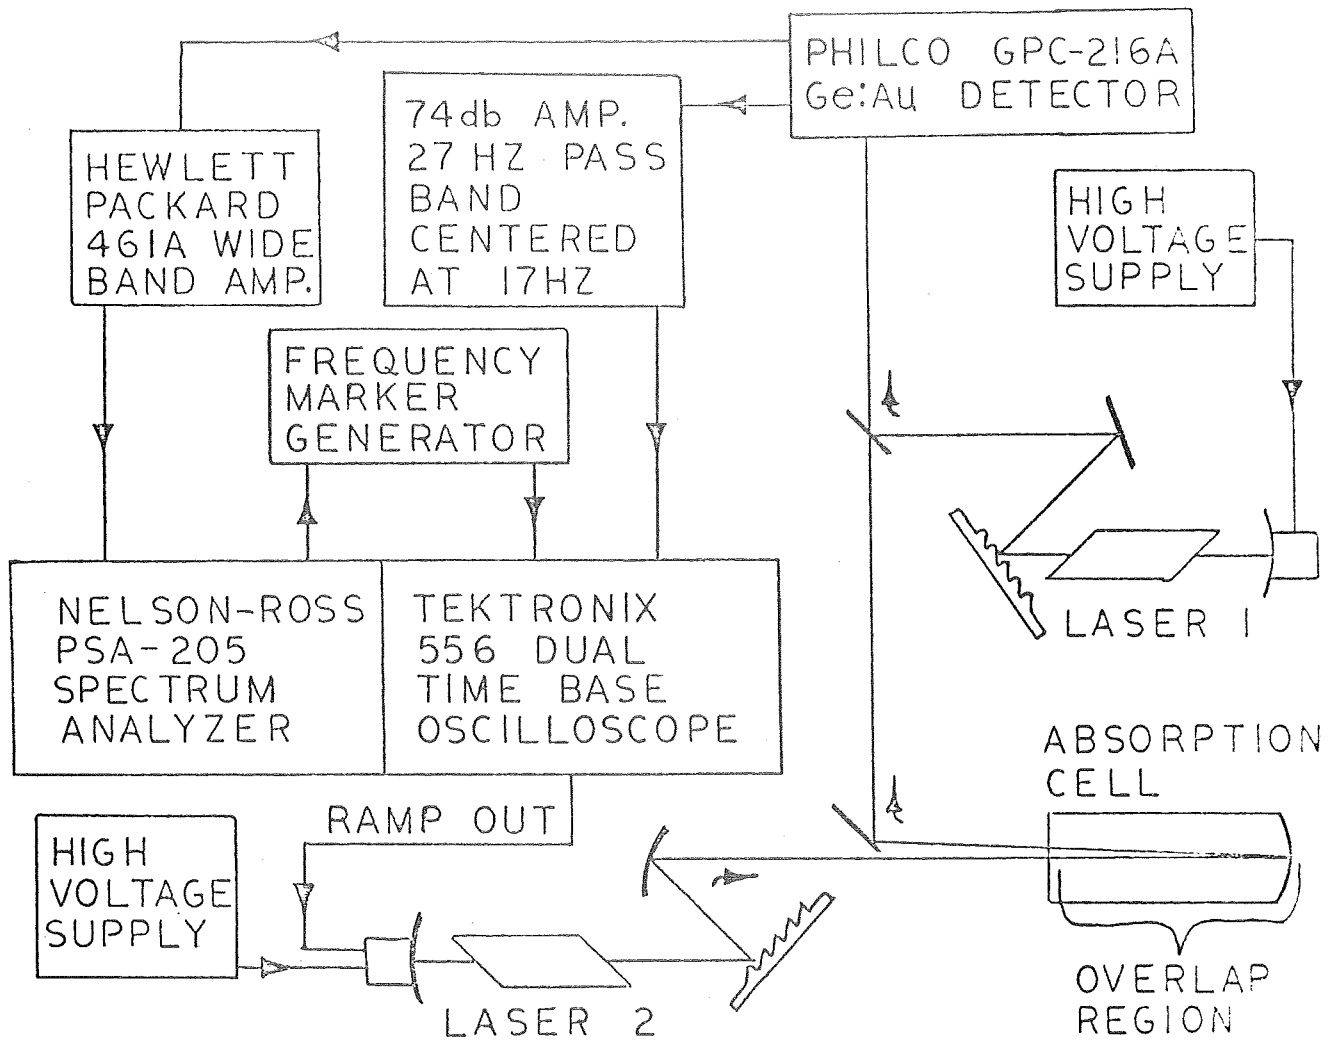 PHILCO GPC-216A
Ge:Au DETECTOR
74db AMP.
27 HZ PASS
BAND
CENTERED
AT 17HZ
HEWLETT
PACKARD
461A WIDE
BAND AMP.
HIGH
VOLTAGE
SUPPLY
FREQUENCY
MARKER
GENERATOR
LASER 1
NELSON-ROSS
PSA-205
SPECTRUM
ANALYZER
TEKTRONIX
556 DUAL
TIME BASE
OSCILLOSCOPE
ABSORPTION
CELL
RAMP OUT
HIGH
VOLTAGE
SUPPLY
LASER 2
OVERLAP
REGION